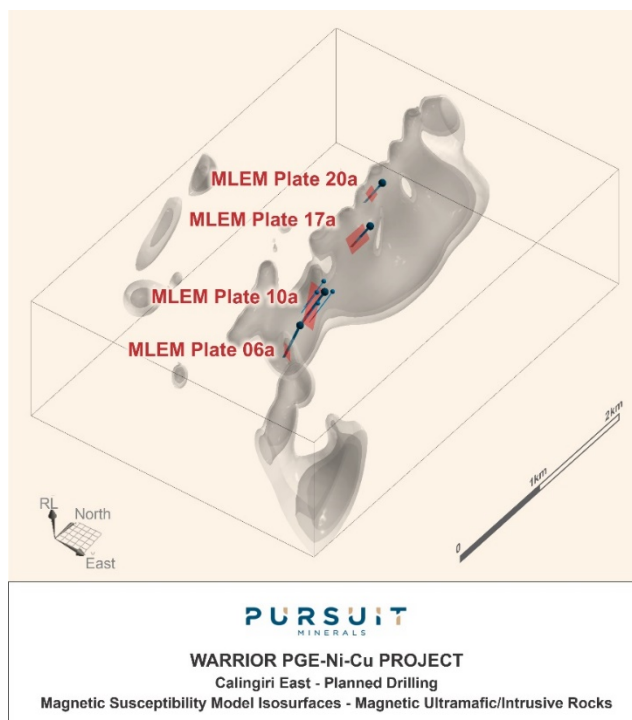 MLEM Plate 20a
MLEM Plate 17a
MLEM Plate 10a
MLEM Plate 06a
2km
1km
0
RL
North
East
PURSUIT
MINERALS
WARRIOR PGE-Ni-Cu PROJECT
Calingiri East - Planned Drilling
Magnetic Susceptibility Model Isosurfaces - Magnetic Ultramafic/Intrusive Rocks